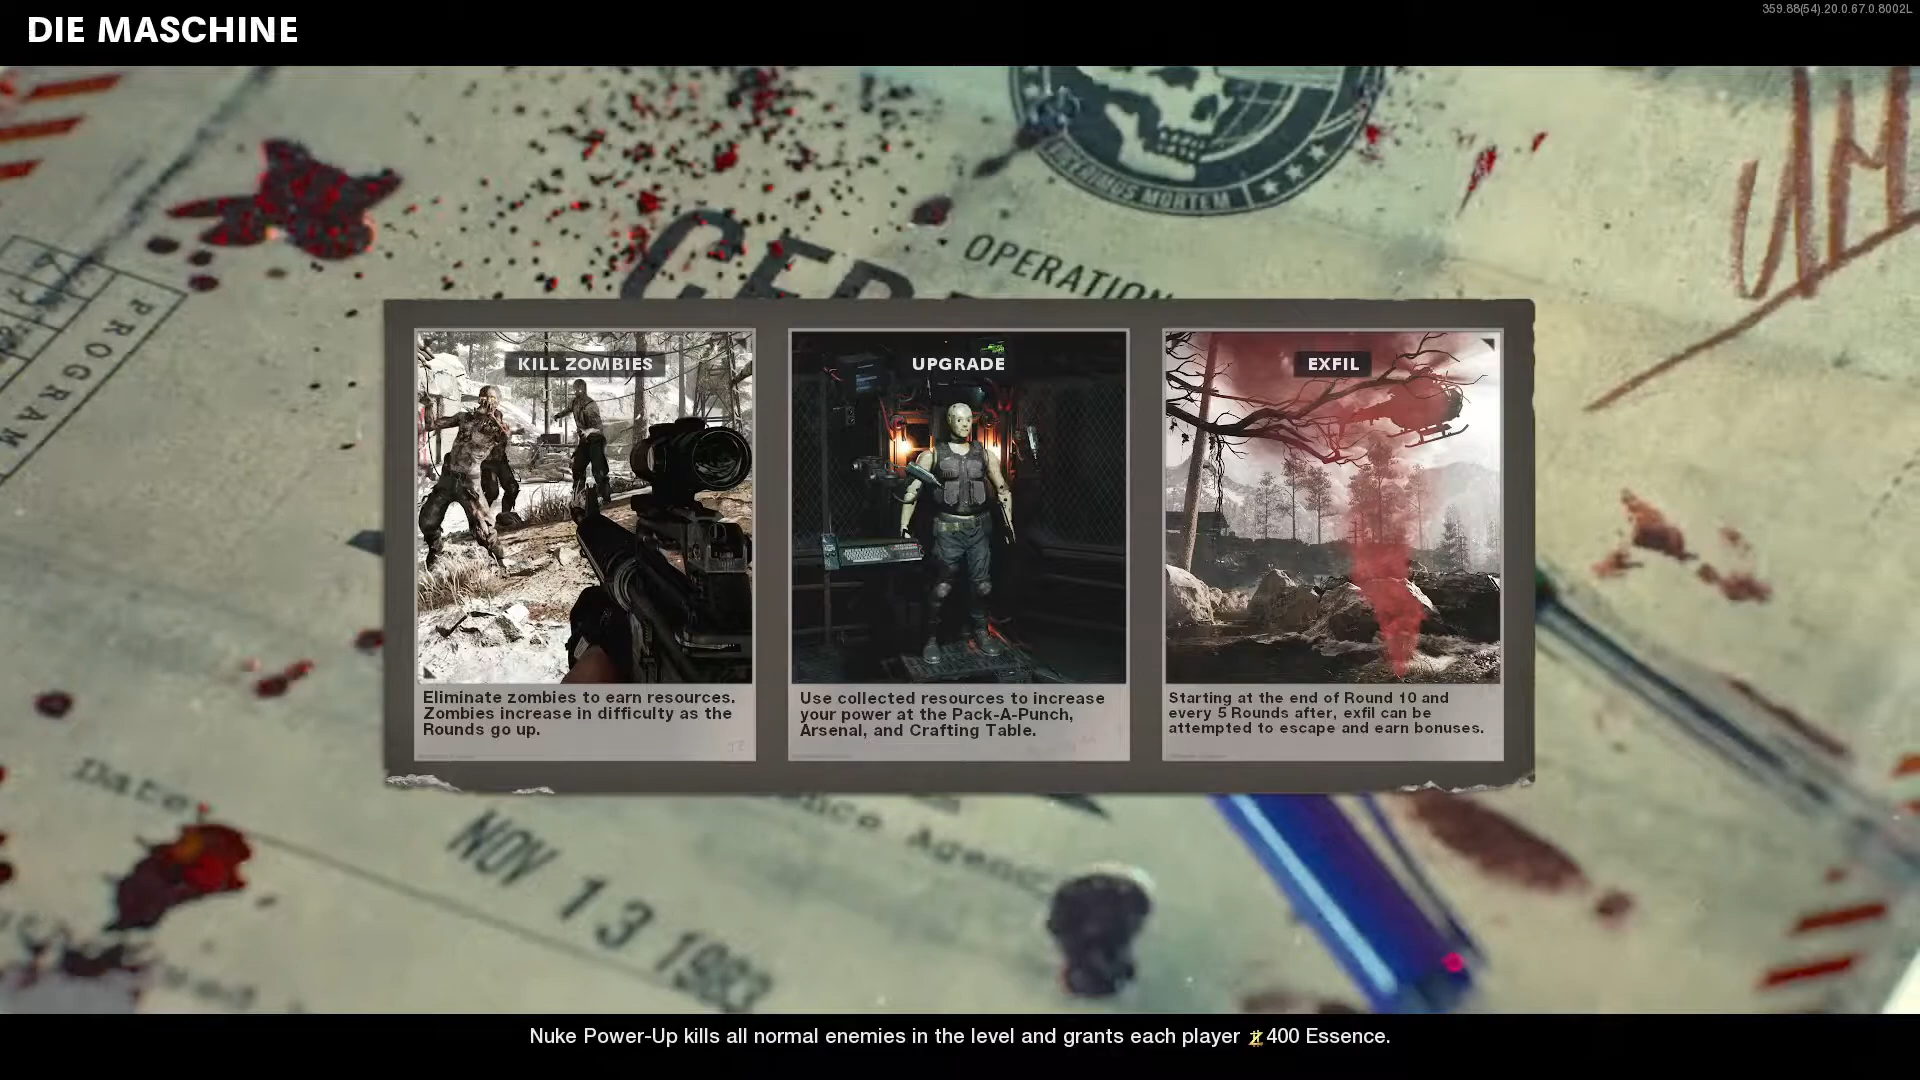 DIE MASCHINE
359.88(54).20.0.67.0.8002L
MORTEM
OPERATION
PROGRAM
KILL ZOMBIES
Eliminate zombies to earn resources.
Zombies increase in difficulty as the
Rounds go up.
UPGRADE
Use collected resources to increase
your power at the Pack-A-Punch,
Arsenal, and Crafting Table.
EXFIL
Starting at the end of Round 10 and
every 5 Rounds after, exfil can be
attempted to escape and earn bonuses.
Date
NOV 13 1983
Nuke Power-Up kills all normal enemies in the level and grants each player 400 Essence.